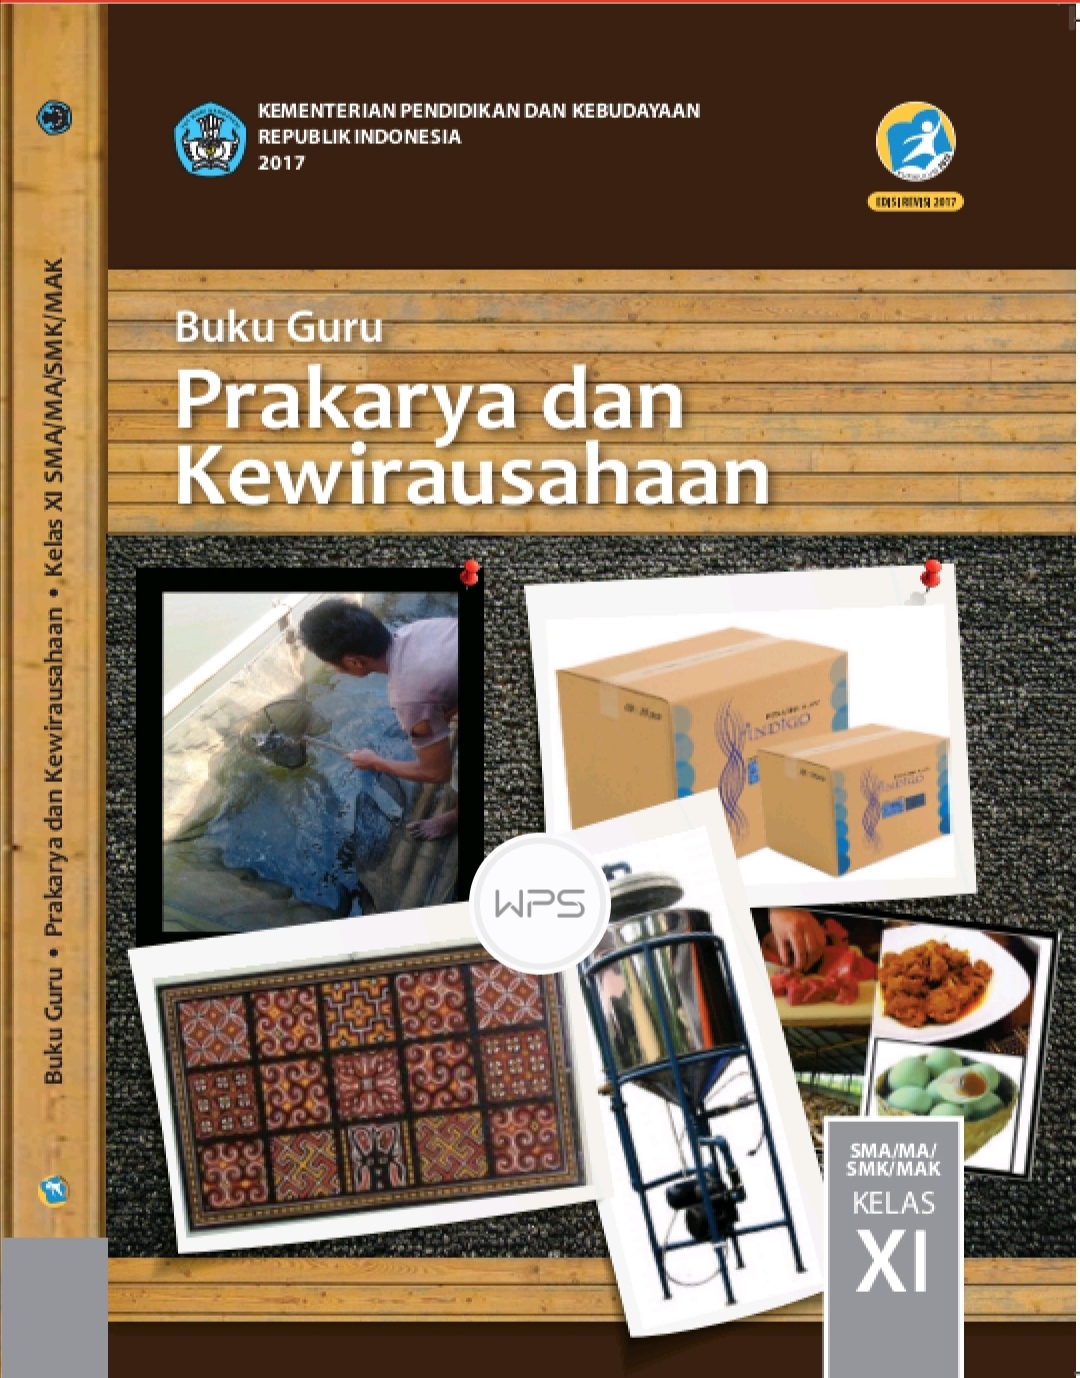 KEMENTERIAN PENDIDIKAN DAN KEBUDAYAAN
REPUBLIK INDONESIA
2017
EDISI REVISI 2017
Buku Guru
Prakarya dan
Kewirausahaan
Buku Guru • Prakarya dan Kewirausahaan • Kelas XI SMA/MA/SMK/MAK
INDIGO
INDIGO
WPS
SMA/MA/
SMK/MAK
KELAS
XI